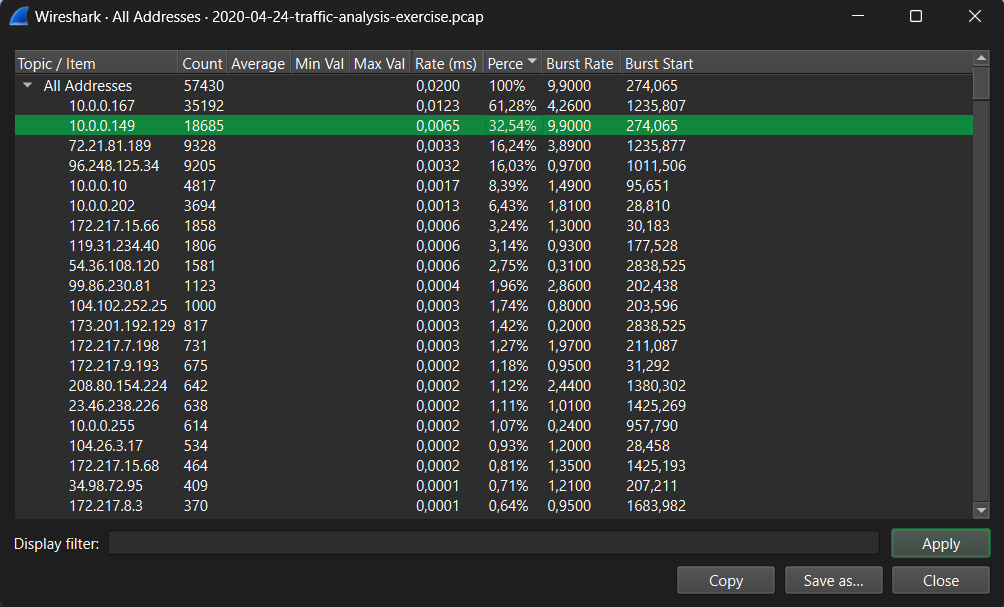 Wireshark · All Addresses · 2020-04-24-traffic-analysis-exercise.pcap
Topic / Item Count Average Min Val Max Val Rate (ms) Perce Burst Rate Burst Start
All Addresses 57430 0,0200 100% 9,9000 274,065
10.0.0.167 35192 0,0123 61,28% 4,2600 1235,807
10.0.0.149 18685 0,0065 32,54% 9,9000 274,065
72.21.81.189 9328 0,0033 16,24% 3,8900 1235,877
96.248.125.34 9205 0,0032 16,03% 0,9700 1011,506
10.0.0.10 4817 0,0017 8,39% 1,4900 95,651
10.0.0.202 3694 0,0013 6,43% 1,8100 28,810
172.217.15.66 1858 0,0006 3,24% 1,3000 30,183
119.31.234.40 1806 0,0006 3,14% 0,9300 177,528
54.36.108.120 1581 0,0006 2,75% 0,3100 2838,525
99.86.230.81 1123 0,0004 1,96% 2,8600 202,438
104.102.252.25 1000 0,0003 1,74% 0,8000 203,596
173.201.192.129 817 0,0003 1,42% 0,2000 2838,525
172.217.7.198 731 0,0003 1,27% 1,9700 211,087
172.217.9.193 675 0,0002 1,18% 0,9500 31,292
208.80.154.224 642 0,0002 1,12% 2,4400 1380,302
23.46.238.226 638 0,0002 1,11% 1,0100 1425,269
10.0.0.255 614 0,0002 1,07% 0,2400 957,790
104.26.3.17 534 0,0002 0,93% 1,2000 28,458
172.217.15.68 464 0,0002 0,81% 1,3500 1425,193
34.98.72.95 409 0,0001 0,71% 1,2100 207,211
172.217.8.3 370 0,0001 0,64% 0,9500 1683,982
Display filter: Apply
Copy Save as... Close